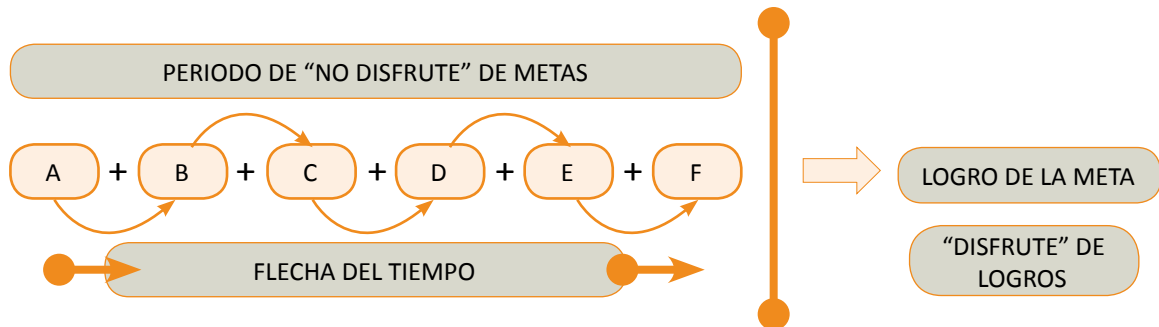 PERIODO DE “NO DISFRUTE” DE METAS
A + B + C + D + E + F
LOGRO DE LA META
“DISFRUTE” DE
LOGROS
FLECHA DEL TIEMPO